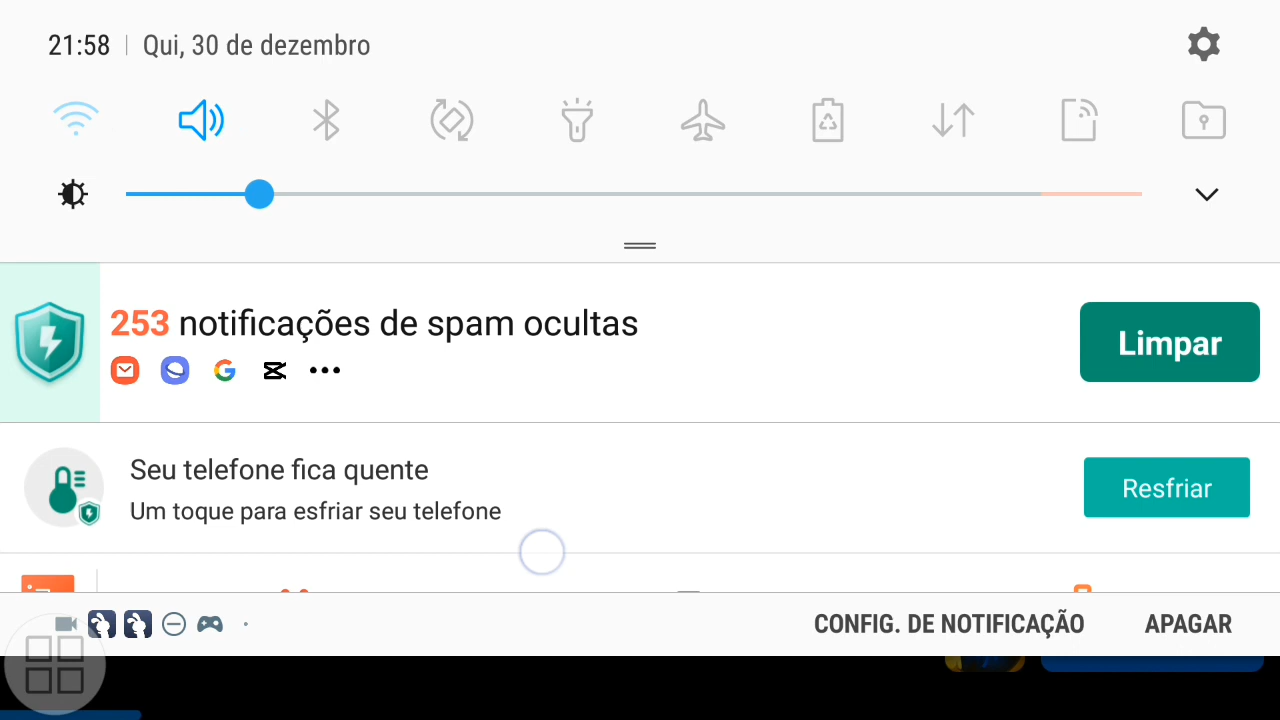 21:58 | Qui, 30 de dezembro
253 notificações de spam ocultas
Limpar
Seu telefone fica quente
Um toque para esfriar seu telefone
Resfriar
CONFIG. DE NOTIFICAÇÃO
APAGAR